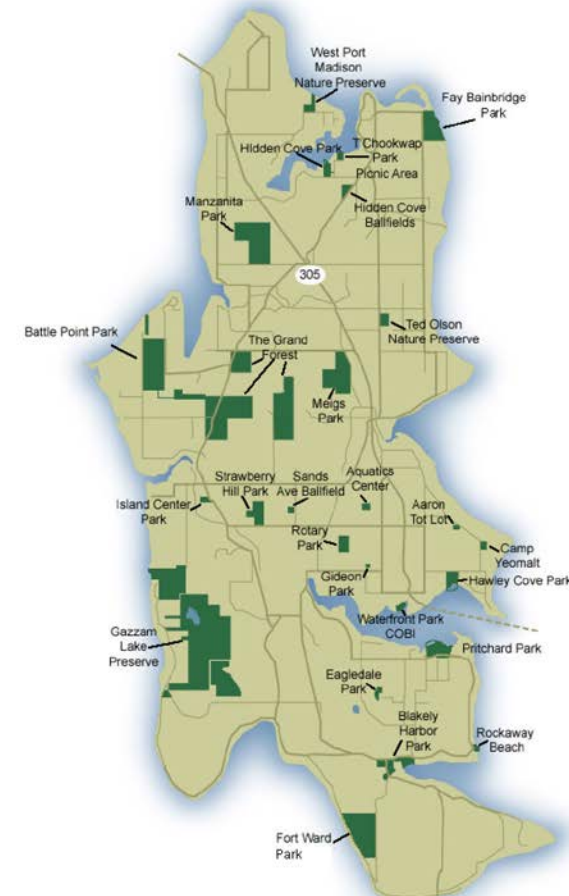 West Port
Madison
Nature Preserve
Fay Bainbridge
Park
Hidden Cove Park
T Chookwap
Park
Picnic Area
Manzanita
Park
Hidden Cove
Ballfields
305
Battle Point Park
The Grand
Forest
Ted Olson
Nature Preserve
Meigs
Park
Strawberry
Hill Park
Sands
Ave Ballfield
Aquatics
Center
Island Center
Park
Aaron
Tot Lot
Rotary
Park
Camp
Yeomalt
Gideon
Park
Hawley Cove Park
Waterfront Park
COBI
Gazzam
Lake
Preserve
Pritchard Park
Eagledale
Park
Blakely
Harbor
Park
Rockaway
Beach
Fort Ward
Park